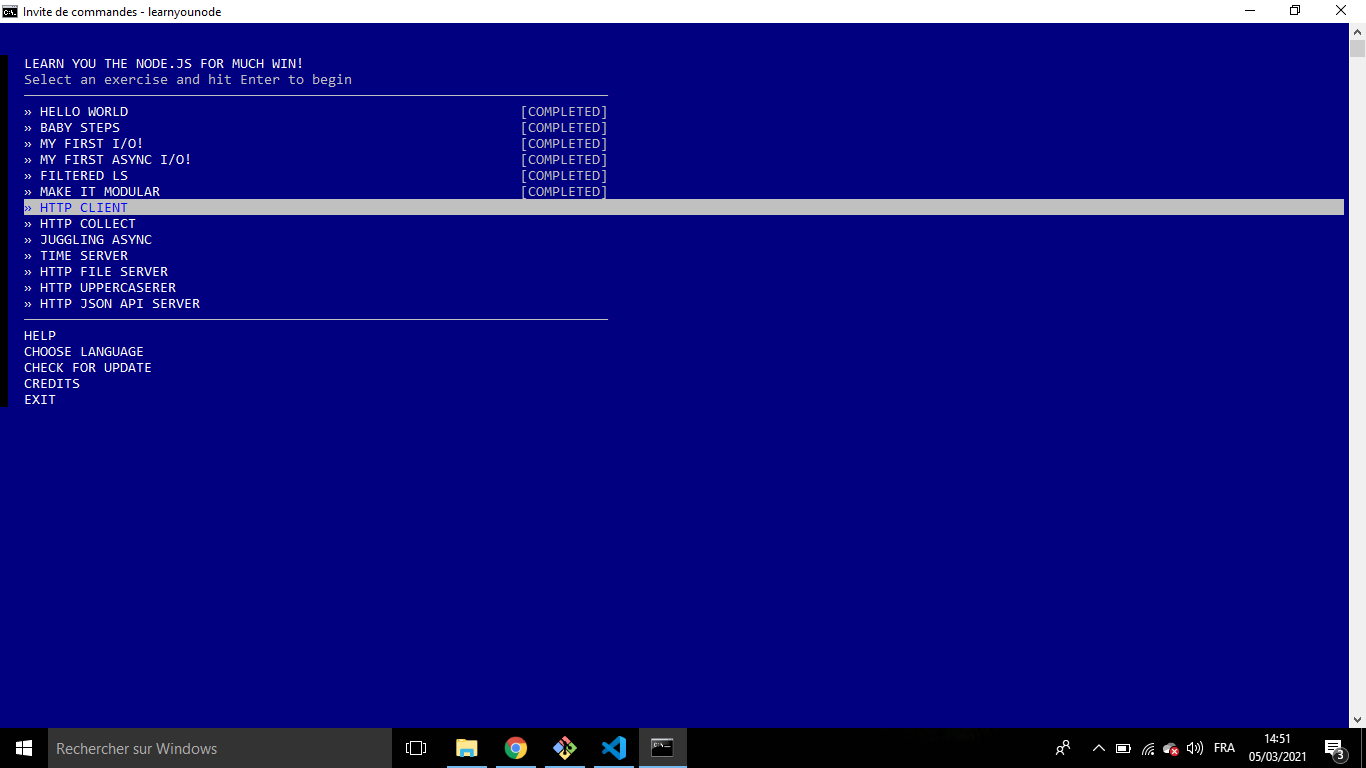 Invite de commandes - learnyounode
LEARN YOU THE NODE.JS FOR MUCH WIN!
Select an exercise and hit Enter to begin
» HELLO WORLD [COMPLETED]
» BABY STEPS [COMPLETED]
» MY FIRST I/O! [COMPLETED]
» MY FIRST ASYNC I/O! [COMPLETED]
» FILTERED LS [COMPLETED]
» MAKE IT MODULAR [COMPLETED]
» HTTP CLIENT
» HTTP COLLECT
» JUGGLING ASYNC
» TIME SERVER
» HTTP FILE SERVER
» HTTP UPPERCASERER
» HTTP JSON API SERVER
HELP
CHOOSE LANGUAGE
CHECK FOR UPDATE
CREDITS
EXIT
Rechercher sur Windows
FRA
14:51
05/03/2021
3